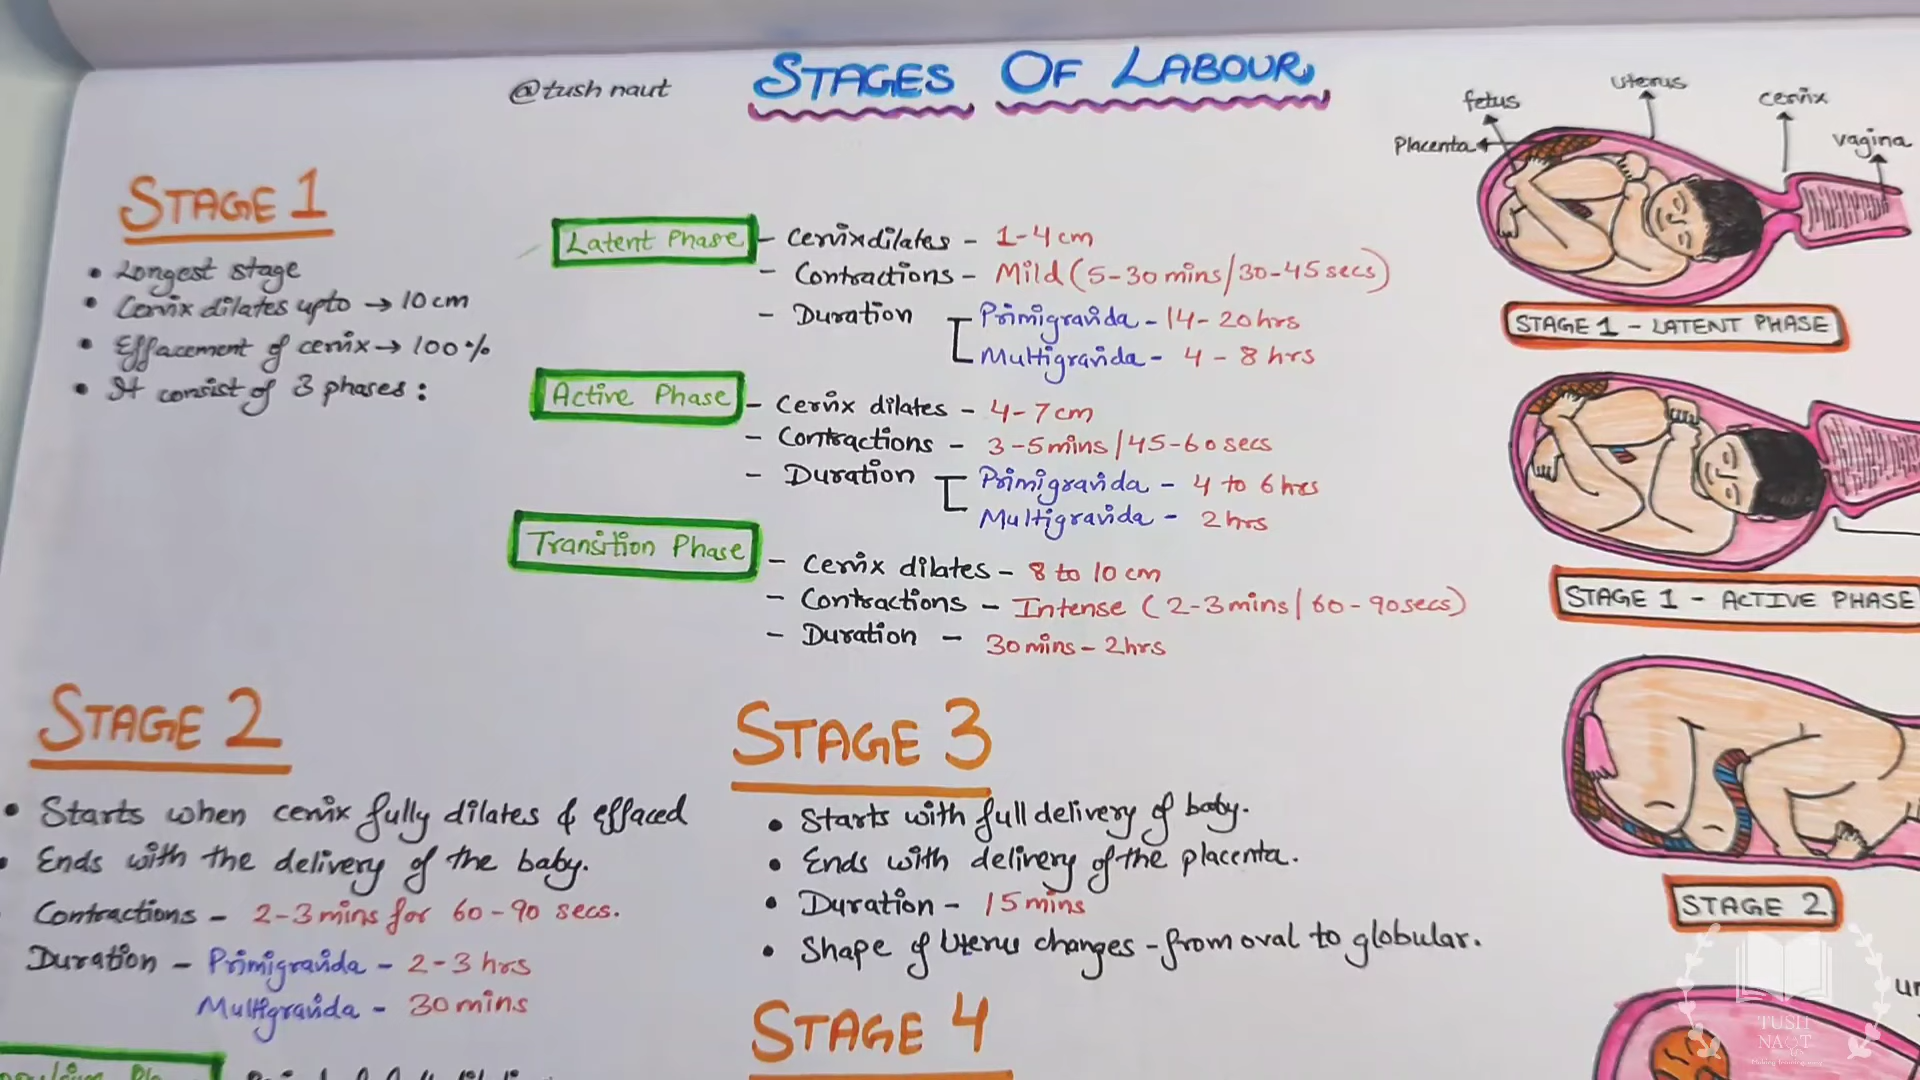 @tush naut
STAGES OF LABOUR
fetus
uterus
cervix
Placenta
vagina
STAGE 1
• Longest stage
• Cervix dilates upto → 10 cm
• Effacement of cervix → 100%
• It consist of 3 phases :
Latent Phase
- Cervix dilates - 1-4 cm
- Contractions - Mild (5-30 mins/30-45 secs)
- Duration
Primigravida - 14-20 hrs
Multigravida - 4 - 8 hrs
STAGE 1 - LATENT PHASE
Active Phase
- Cervix dilates - 4-7 cm
- Contractions - 3-5 mins/45-60 secs
- Duration
Primigravida - 4 to 6 hrs
Multigravida - 2 hrs
Transition Phase
- Cervix dilates - 8 to 10 cm
- Contractions - Intense (2-3 mins/60-90 secs)
- Duration - 30 mins - 2 hrs
STAGE 1 - ACTIVE PHASE
STAGE 2
• Starts when cervix fully dilates & effaced
• Ends with the delivery of the baby.
Contractions - 2-3 mins for 60-90 secs.
Duration - Primigravida - 2-3 hrs
Multigravida - 30 mins
STAGE 3
• Starts with full delivery of baby.
• Ends with delivery of the placenta.
• Duration - 15 mins
• Shape of Uterus changes - from oval to globular.
STAGE 2
STAGE 4
TUSH
NAUT